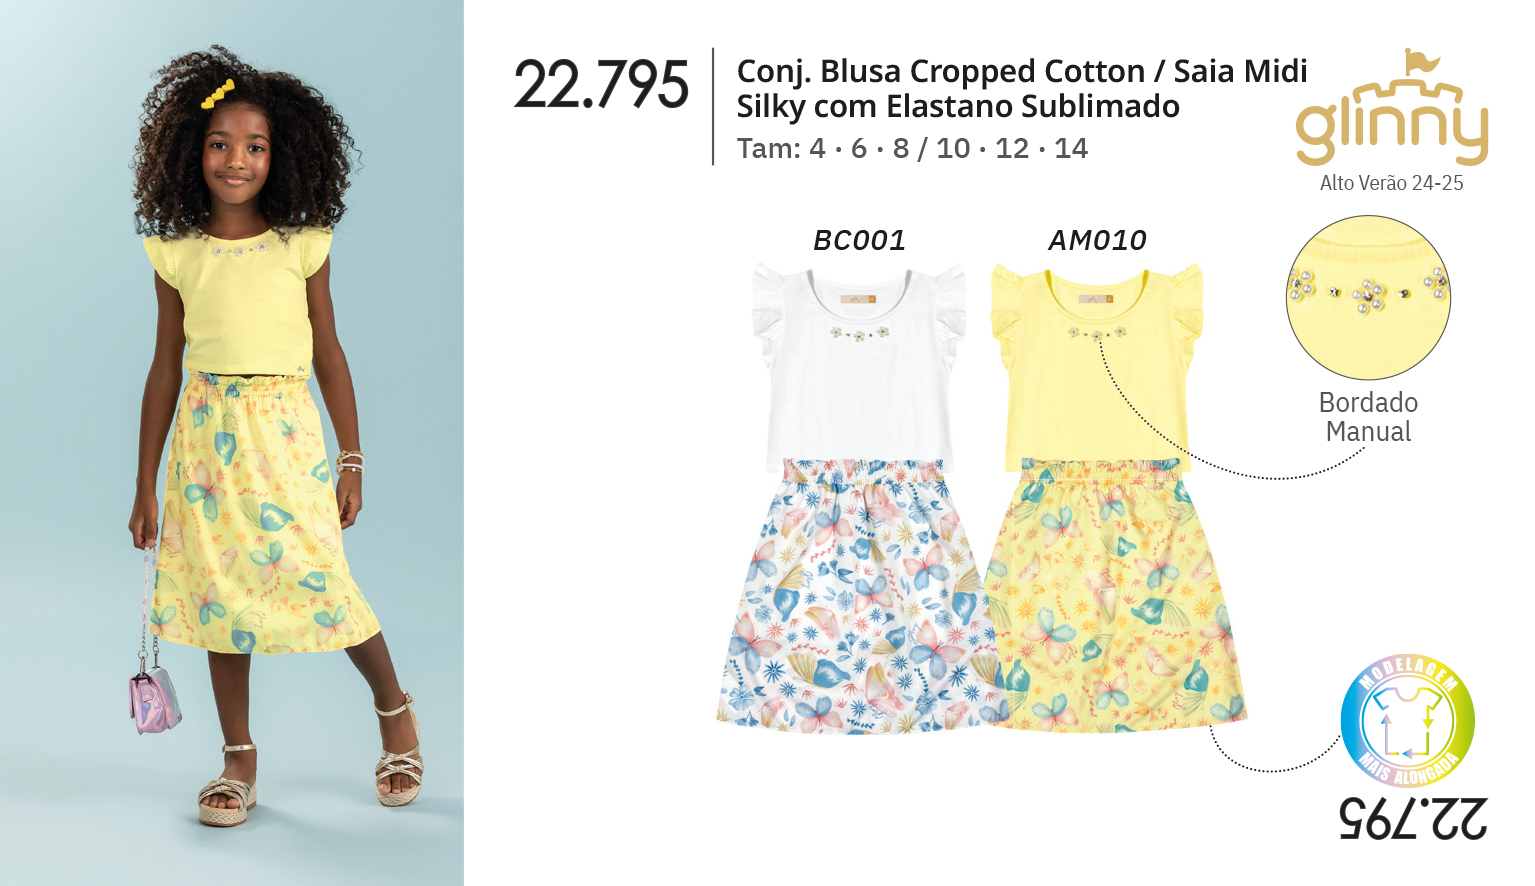 22.795
Conj. Blusa Cropped Cotton / Saia Midi
Silky com Elastano Sublimado
Tam: 4 · 6 · 8 / 10 · 12 · 14
glinny
Alto Verão 24-25
BC001
AM010
Bordado
Manual
MODELAGEM
MAIS ALONGADA
22.795